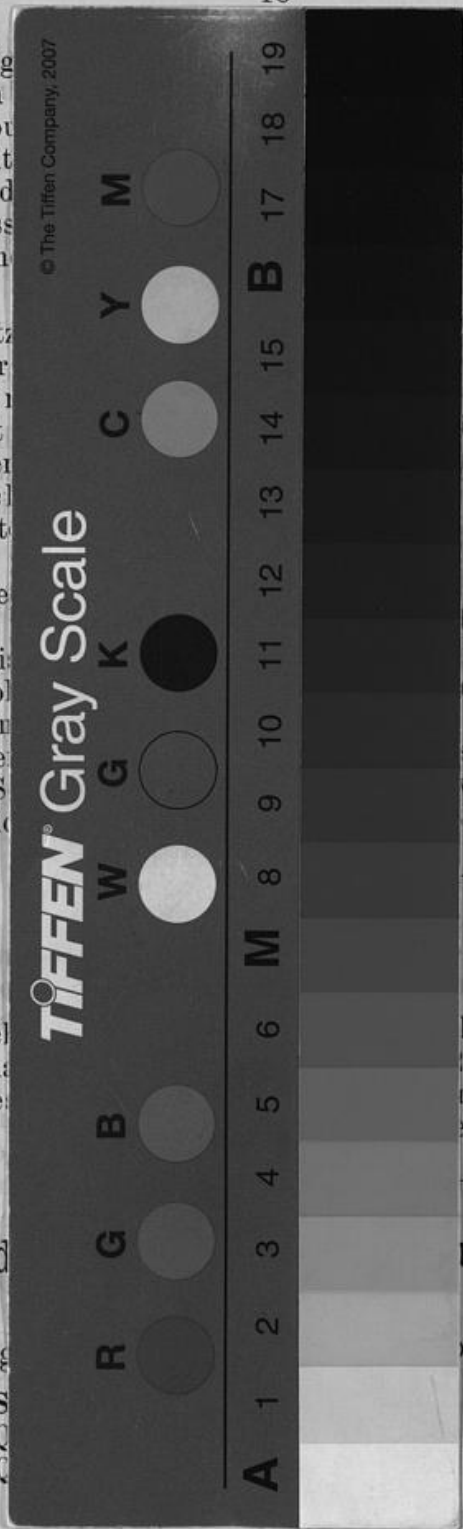 © The Tiffen Company, 2007
TIFFEN® Gray Scale
R G B W G K C Y M
A 1 2 3 4 5 6 M 8 9 10 11 12 13 14 15 B 17 18 19